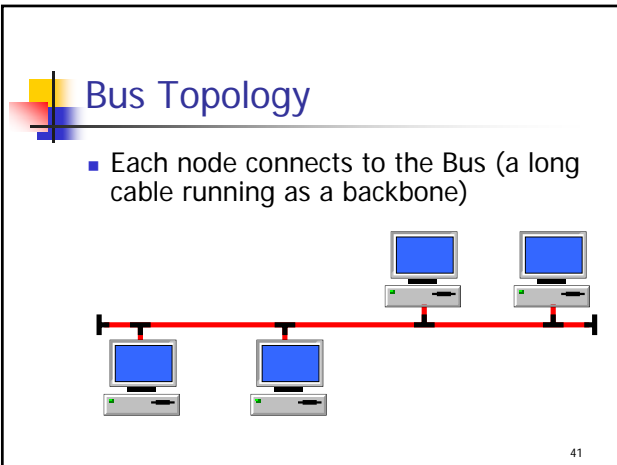 Bus Topology
Each node connects to the Bus (a long
cable running as a backbone)
41